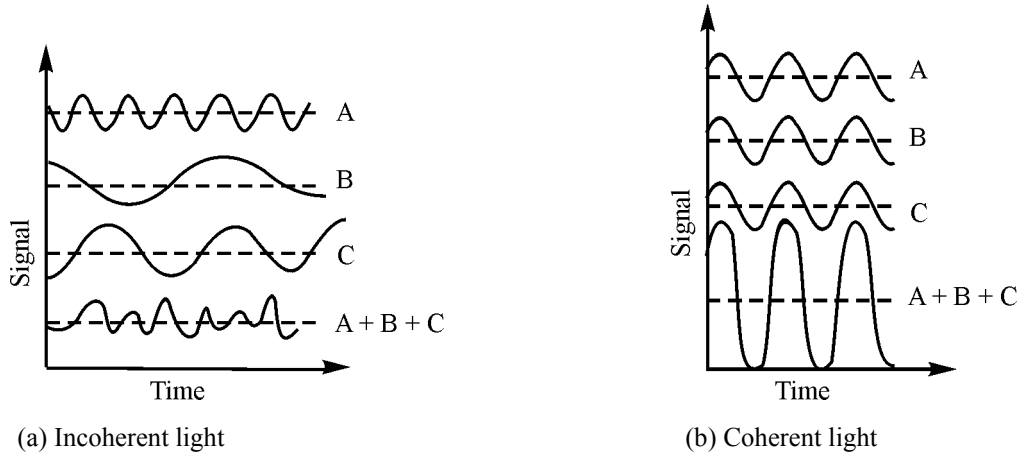 A
B
C
A + B + C
Signal
Time
(a) Incoherent light
A
B
C
A + B + C
Signal
Time
(b) Coherent light